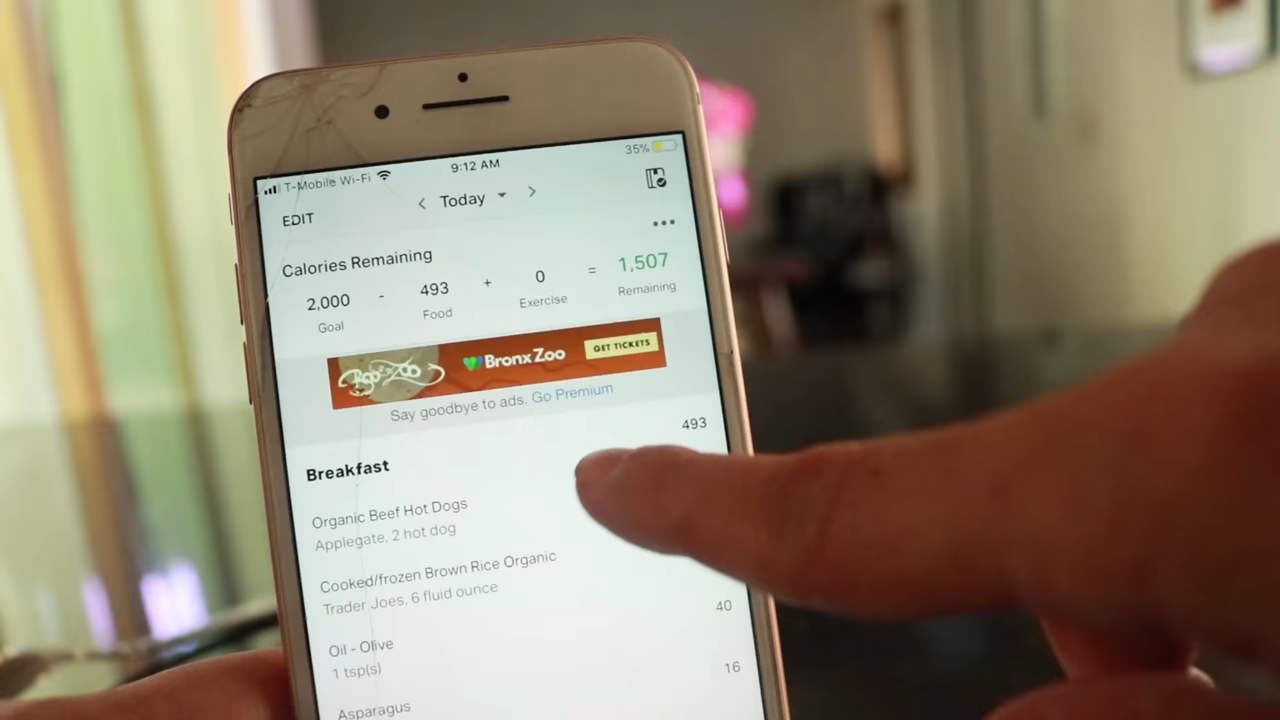 T-Mobile Wi-Fi 9:12 AM 35%
EDIT < Today >
Calories Remaining
2,000 - 493 + 0 = 1,507
Goal Food Exercise Remaining
Bronx Zoo GET TICKETS
Say goodbye to ads. Go Premium
Breakfast 493
Organic Beef Hot Dogs
Applegate, 2 hot dog
Cooked/frozen Brown Rice Organic
Trader Joes, 6 fluid ounce
Oil - Olive 40
1 tsp(s)
Asparagus 16